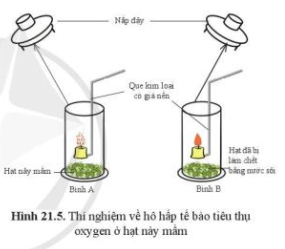 Nắp đậy
Que kim loại
có giá nến
Hạt nảy mầm
Hạt đã bị
làm chết
bằng nước sôi
Bình A
Bình B
Hình 21.5. Thí nghiệm về hô hấp tế bào tiêu thụ
oxygen ở hạt nảy mầm